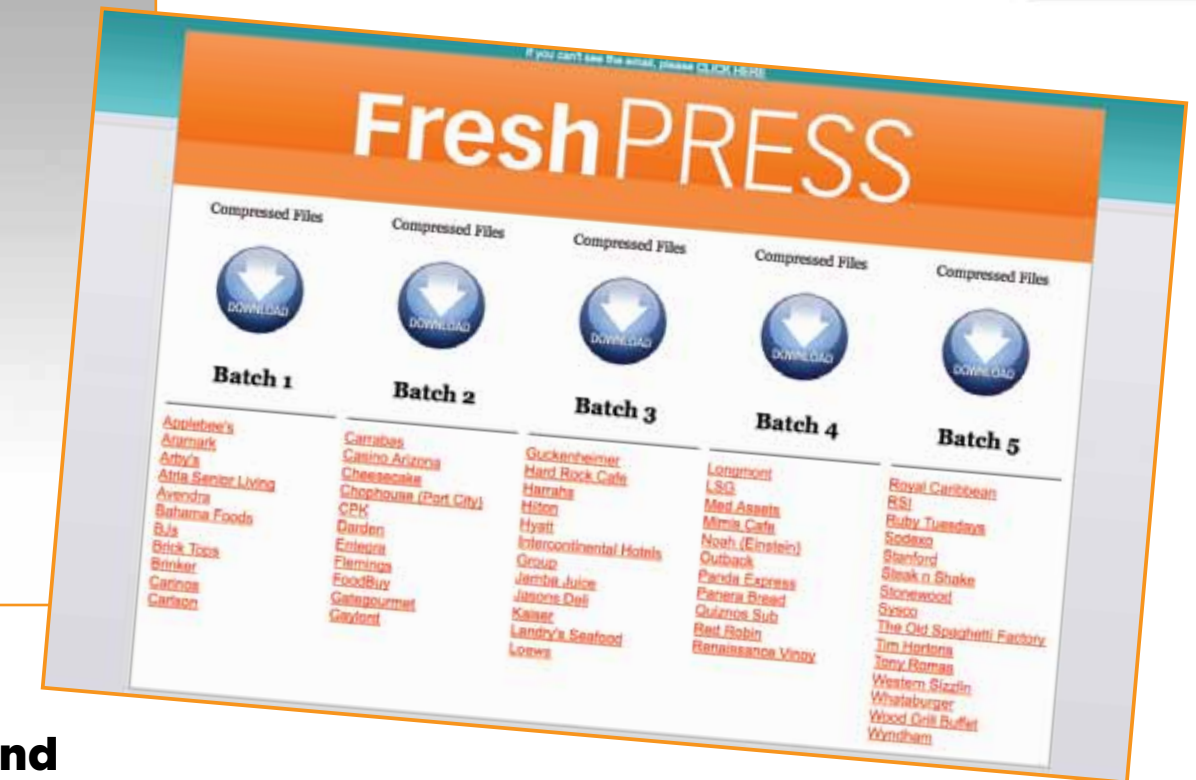 If you can't see the email, please CLICK HERE
FreshPRESS
Compressed Files
DOWNLOAD
Batch 1
Applebee's
Aramark
Arby's
Atria Senior Living
Avendra
Bahama Foods
BJs
Brick Tops
Brinker
Carinos
Carlson
Compressed Files
DOWNLOAD
Batch 2
Carrabas
Casino Arizona
Cheesecake
Chophouse (Port City)
CPK
Darden
Entegra
Flemings
FoodBuy
Gategourmet
Gaylord
Compressed Files
DOWNLOAD
Batch 3
Guckenheimer
Hard Rock Cafe
Harrahs
Hilton
Hyatt
Intercontinental Hotels
Group
Jamba Juice
Jasons Deli
Kaiser
Landry's Seafood
Loews
Compressed Files
DOWNLOAD
Batch 4
Longmont
LSG
Med Assets
Mimis Cafe
Noah (Einstein)
Outback
Panda Express
Panera Bread
Quiznos Sub
Red Robin
Renaissance Vinoy
Compressed Files
DOWNLOAD
Batch 5
Royal Caribbean
RSI
Ruby Tuesdays
Sodexo
Stanford
Steak n Shake
Stonewood
Sysco
The Old Spaghetti Factory
Tim Hortons
Tony Romas
Western Sizzlin
Whataburger
Wood Grill Buffet
Wyndham
nd